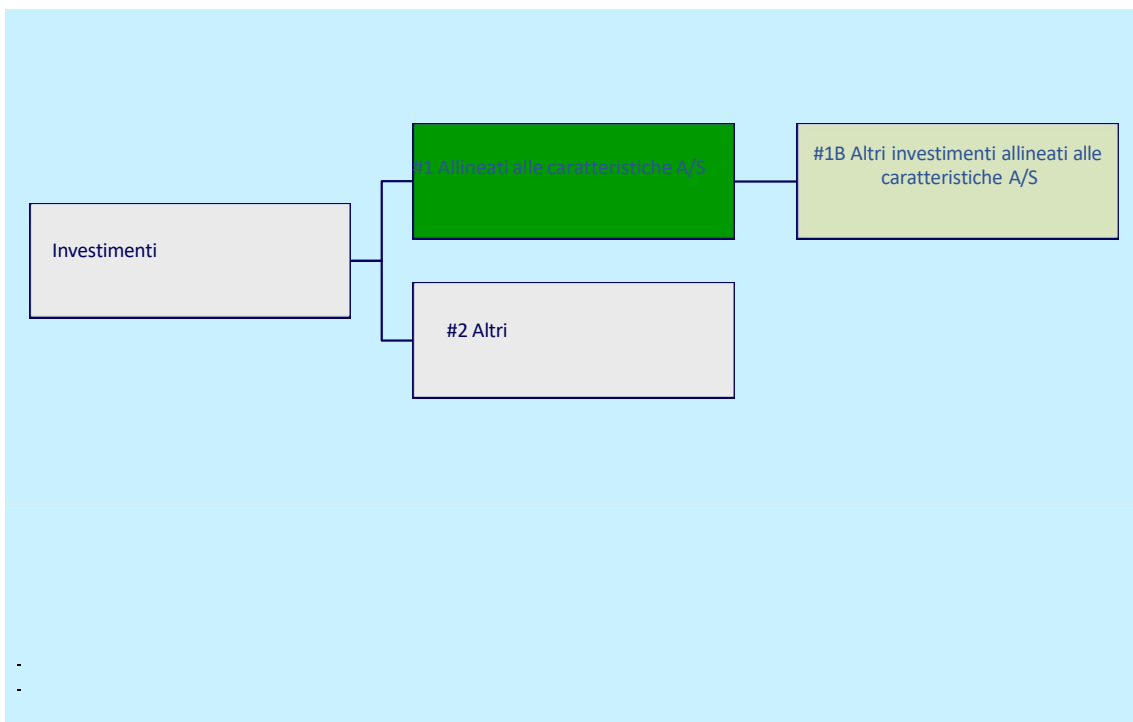 #1 Allineati alle caratteristiche A/S
#1B Altri investimenti allineati alle
caratteristiche A/S
Investimenti
#2 Altri
-
-